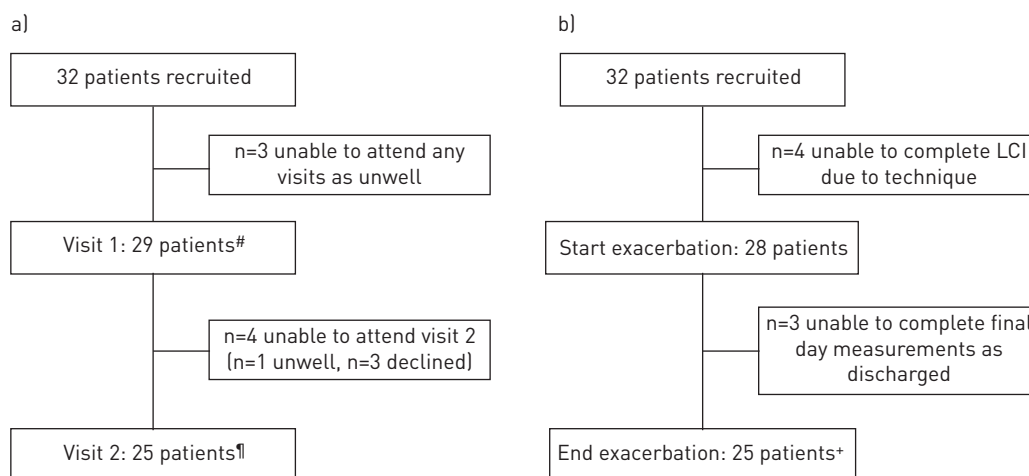 a)
32 patients recruited
n=3 unable to attend any
visits as unwell
Visit 1: 29 patients#
n=4 unable to attend visit 2
(n=1 unwell, n=3 declined)
Visit 2: 25 patients¶
b)
32 patients recruited
n=4 unable to complete LCI
due to technique
Start exacerbation: 28 patients
n=3 unable to complete final
day measurements as
discharged
End exacerbation: 25 patients+